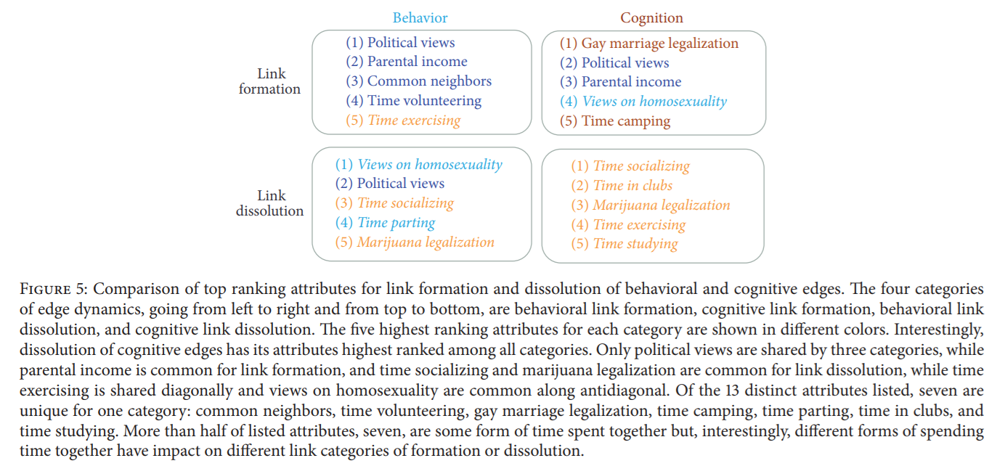 Behavior
Cognition
Link
formation
(1) Political views
(2) Parental income
(3) Common neighbors
(4) Time volunteering
(5) Time exercising
(1) Gay marriage legalization
(2) Political views
(3) Parental income
(4) Views on homosexuality
(5) Time camping
Link
dissolution
(1) Views on homosexuality
(2) Political views
(3) Time socializing
(4) Time parting
(5) Marijuana legalization
(1) Time socializing
(2) Time in clubs
(3) Marijuana legalization
(4) Time exercising
(5) Time studying
Figure 5: Comparison of top ranking attributes for link formation and dissolution of behavioral and cognitive edges. The four categories
of edge dynamics, going from left to right and from top to bottom, are behavioral link formation, cognitive link formation, behavioral link
dissolution, and cognitive link dissolution. The five highest ranking attributes for each category are shown in different colors. Interestingly,
dissolution of cognitive edges has its attributes highest ranked among all categories. Only political views are shared by three categories, while
parental income is common for link formation, and time socializing and marijuana legalization are common for link dissolution, while time
exercising is shared diagonally and views on homosexuality are common along antidiagonal. Of the 13 distinct attributes listed, seven are
unique for one category: common neighbors, time volunteering, gay marriage legalization, time camping, time parting, time in clubs, and
time studying. More than half of listed attributes, seven, are some form of time spent together but, interestingly, different forms of spending
time together have impact on different link categories of formation or dissolution.